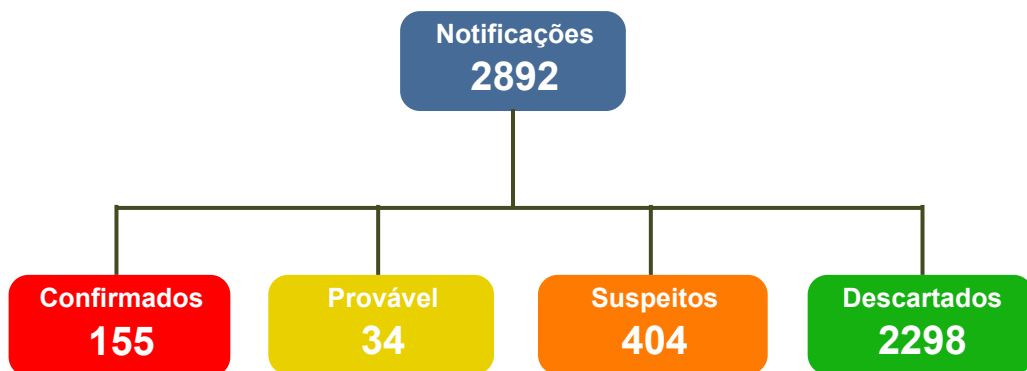 Notificações
2892
Confirmados
155
Provável
34
Suspeitos
404
Descartados
2298